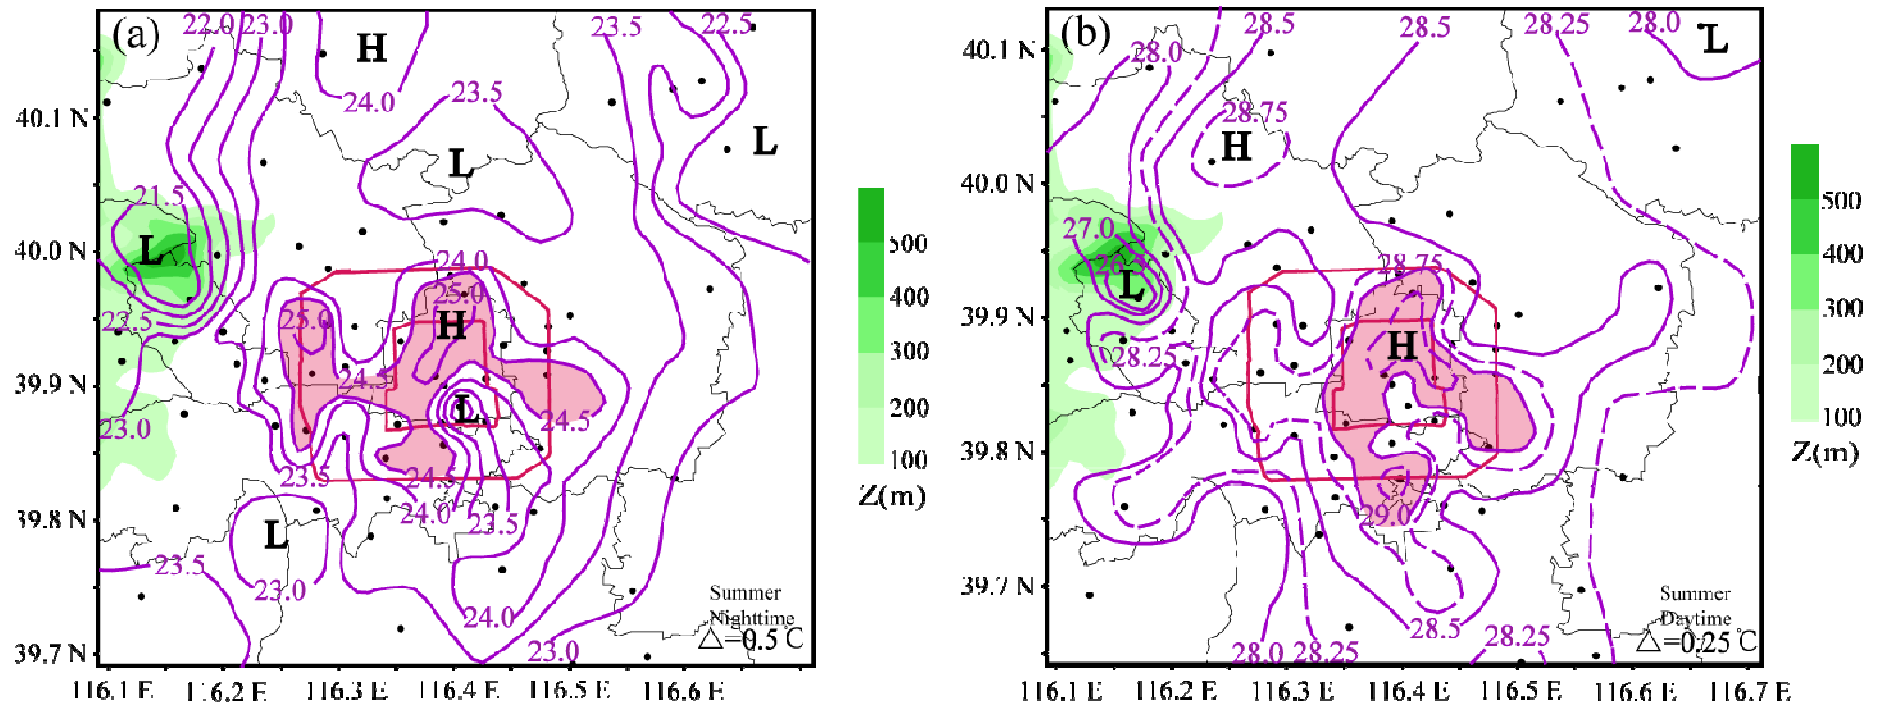 (a)
22.0 23.0
23.5
22.5
H
24.0
23.5
L
L
21.5
L
24.0
25.0
H
23.5
25.0
24.5
L
24.5
23.0
23.5
24.5
24.0
23.5
L
23.5
23.0
24.0
23.0
Summer
Nighttime
△=0.5°C
40.1 N
40.0 N
39.9 N
39.8 N
39.7 N
116.1 E 116.2 E 116.3 E 116.4 E 116.5 E 116.6 E
500
400
300
200
100
Z(m)
(b)
28.0
28.5
28.5
28.25
28.0
L
28.75
H
27.0
26.5
L
28.75
H
28.25
29.0
28.5
28.0
28.25
28.25
Summer
Daytime
△=0.25°C
40.1 N
40.0 N
39.9 N
39.8 N
39.7 N
116.1 E 116.2 E 116.3 E 116.4 E 116.5 E 116.6 E 116.7 E
500
400
300
200
100
Z(m)